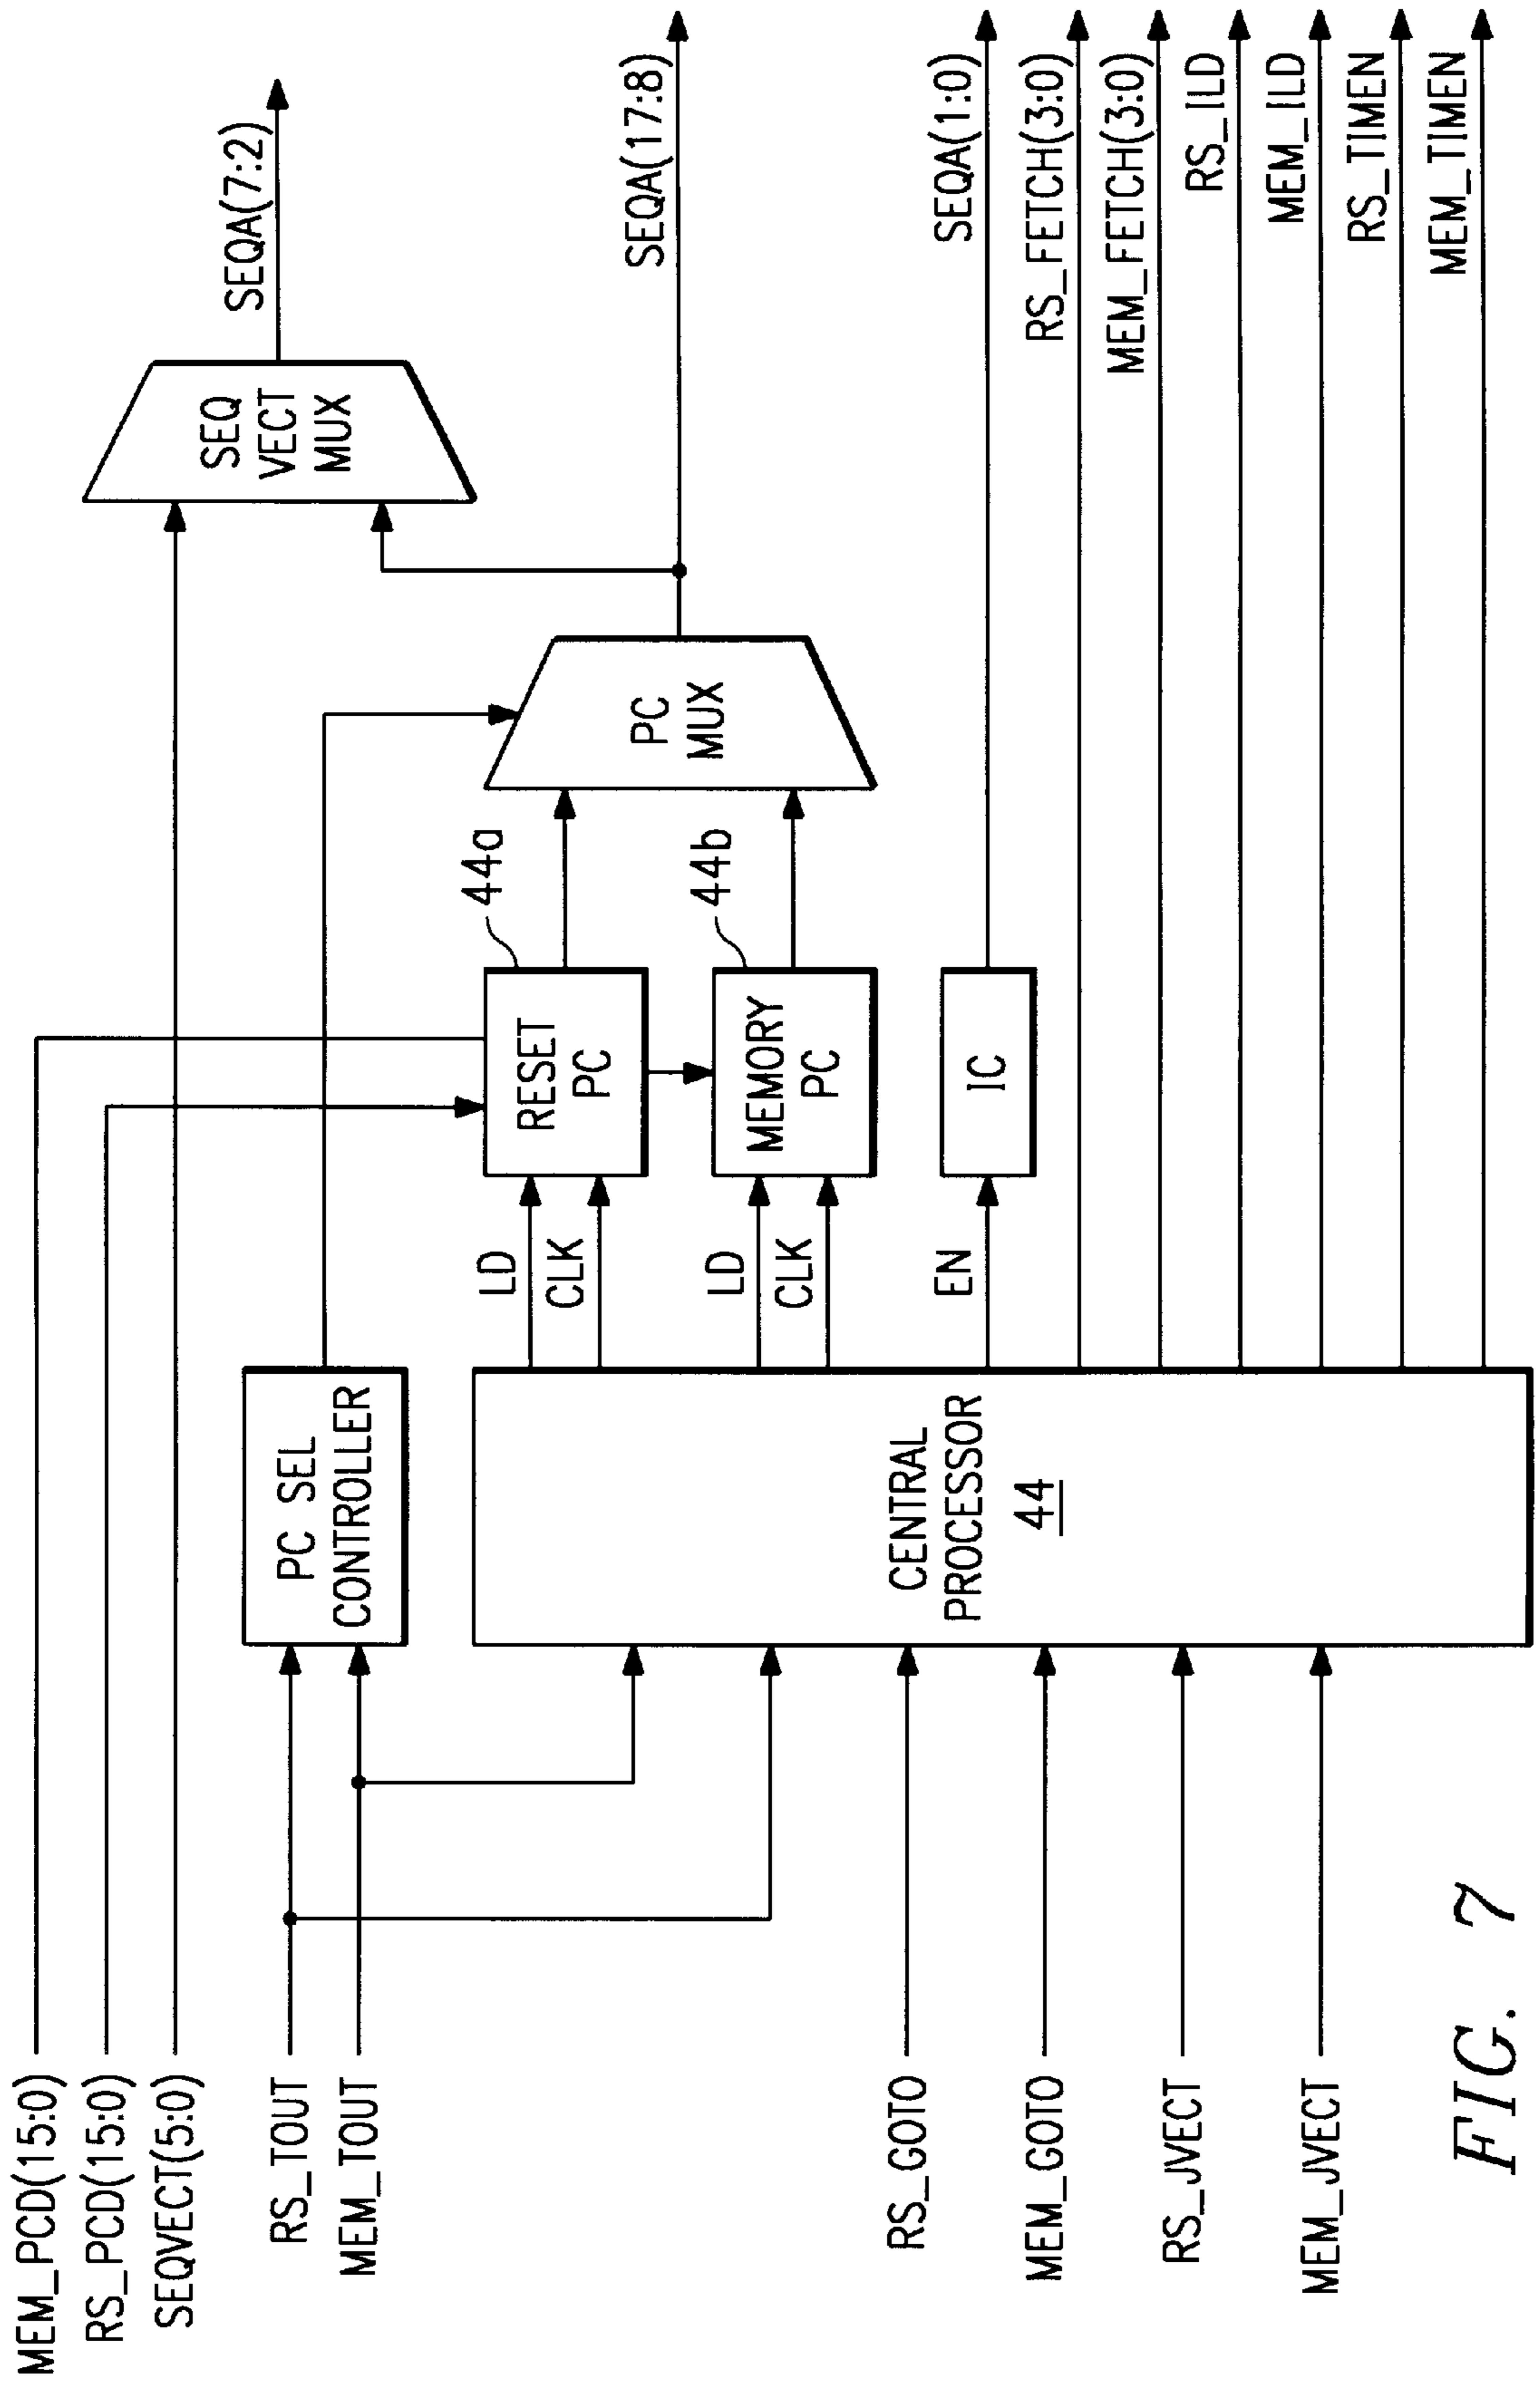 MEM_PCD(15:0)
RS_PCD(15:0)
SEQVECT(5:0)
RS_TOUT
MEM_TOUT
RS_GOTO
MEM_GOTO
RS_JVECT
MEM_JVECT
PC SEL
CONTROLLER
CENTRAL
PROCESSOR
44
LD
CLK
LD
CLK
EN
RESET
PC
44a
MEMORY
PC
44b
IC
PC
MUX
SEQ
VECT
MUX
SEQA(7:2)
SEQA(17:8)
SEQA(1:0)
RS_FETCH(3:0)
MEM_FETCH(3:0)
RS_ILD
MEM_ILD
RS_TIMEN
MEM_TIMEN
FIG. 7